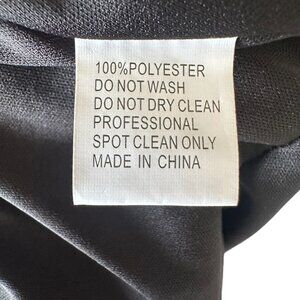 100%POLYESTER
DO NOT WASH
DO NOT DRY CLEAN
PROFESSIONAL
SPOT CLEAN ONLY
MADE IN CHINA